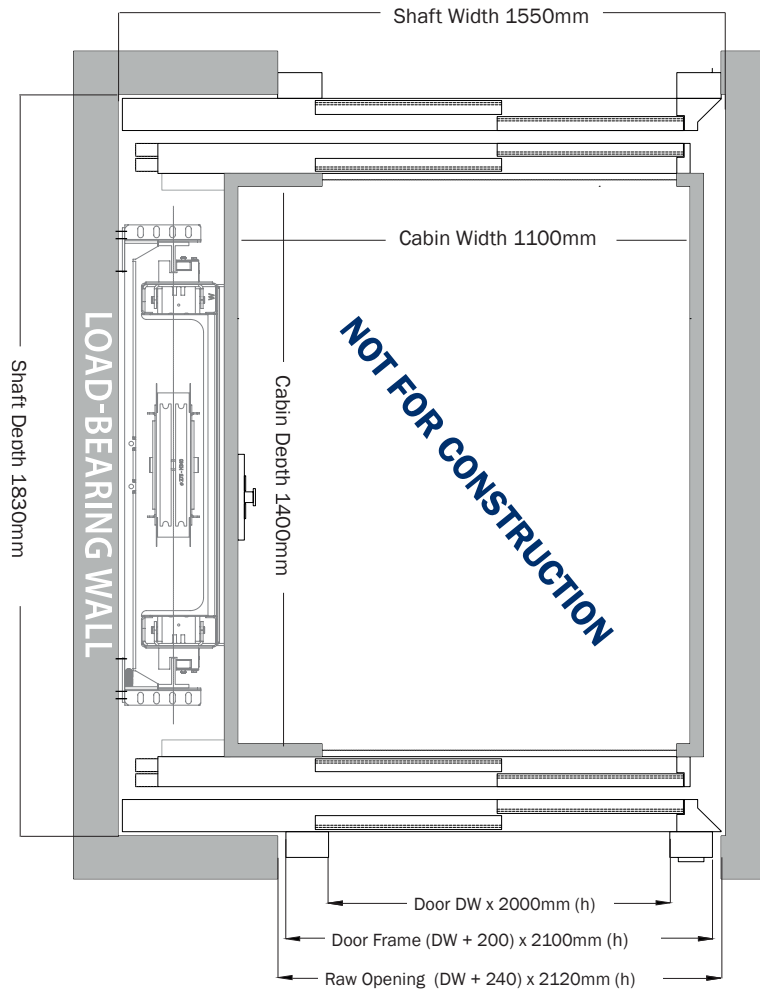 Shaft Width 1550mm
Cabin Width 1100mm
NOT FOR CONSTRUCTION
LOAD-BEARING WALL
Shaft Depth 1830mm
Cabin Depth 1400mm
Door DW x 2000mm (h)
Door Frame (DW + 200) x 2100mm (h)
Raw Opening (DW + 240) x 2120mm (h)